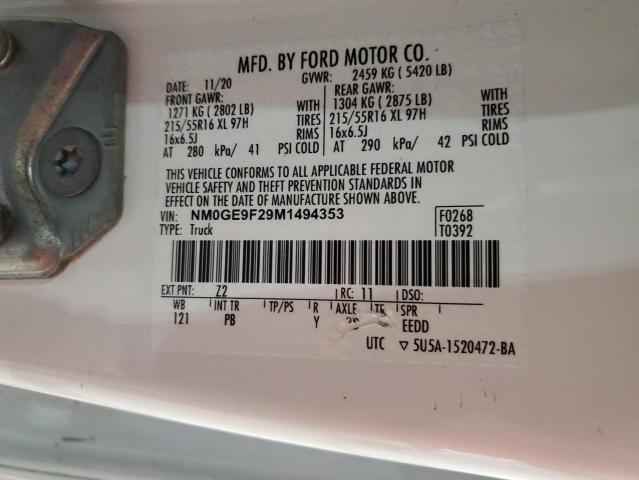 MFD. BY FORD MOTOR CO.
DATE: 11/20 GVWR: 2459 KG ( 5420 LB)
FRONT GAWR: REAR GAWR:
1271 KG ( 2802 LB) WITH 1304 KG ( 2875 LB) WITH
215/55R16 XL 97H TIRES 215/55R16 XL 97H TIRES
16x6.5J RIMS 16x6.5J RIMS
AT 280 kPa/ 41 PSI COLD AT 290 kPa/ 42 PSI COLD
THIS VEHICLE CONFORMS TO ALL APPLICABLE FEDERAL MOTOR
VEHICLE SAFETY AND THEFT PREVENTION STANDARDS IN
EFFECT ON THE DATE OF MANUFACTURE SHOWN ABOVE.
VIN: NM0GE9F29M1494353 F0268
TYPE: Truck T0392
EXT PNT: Z2 RC: 11 DSO:
WB INT TR TP/PS R AXLE TR SPR
121 PB Y EEDD
UTC ▽ 5U5A-1520472-BA